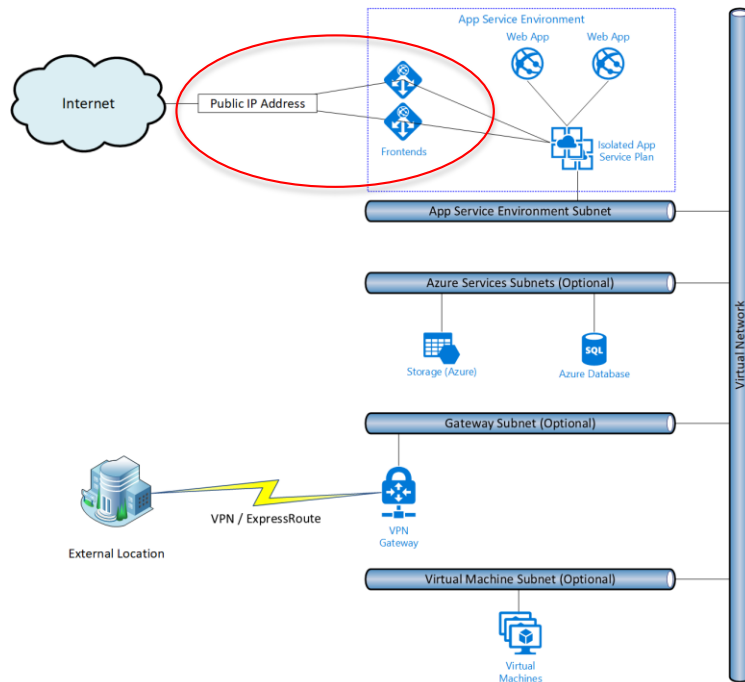 App Service Environment
Web App
Web App
Internet
Public IP Address
Frontends
Isolated App
Service Plan
App Service Environment Subnet
Azure Services Subnets (Optional)
Storage (Azure)
SQL
Azure Database
Virtual Network
Gateway Subnet (Optional)
VPN / ExpressRoute
VPN
Gateway
External Location
Virtual Machine Subnet (Optional)
Virtual
Machines